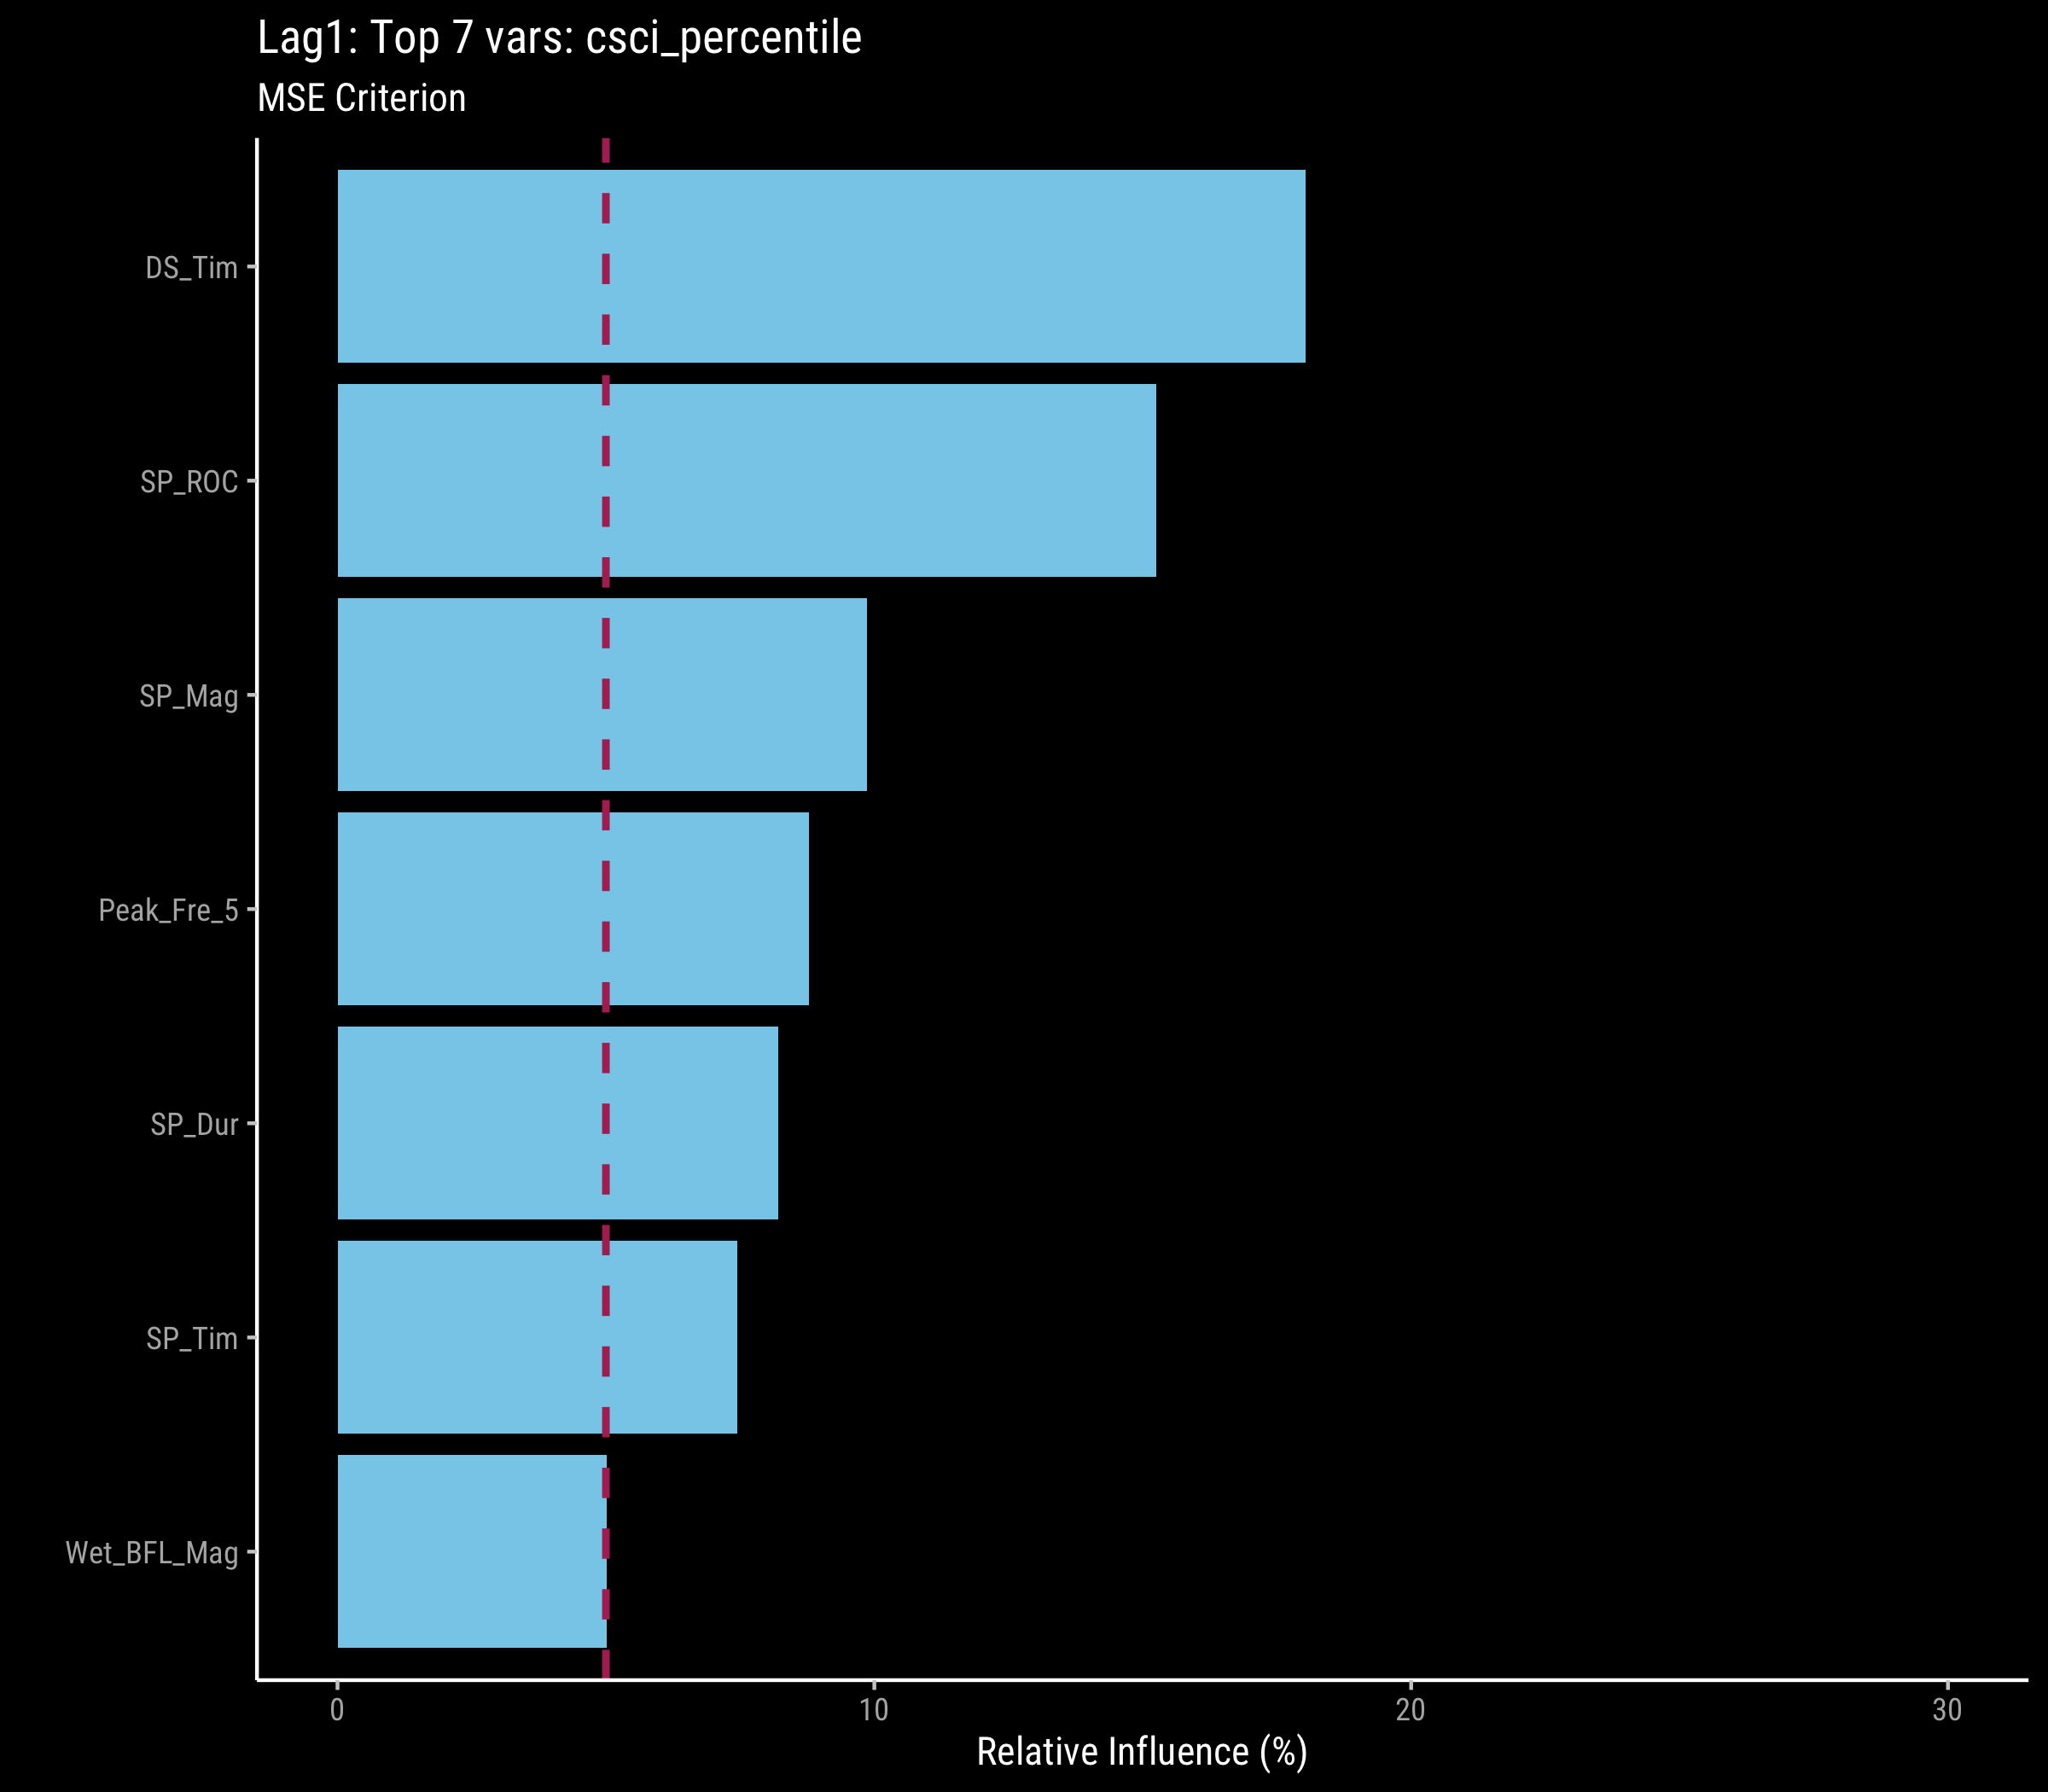 Lag1: Top 7 vars: csci_percentile
MSE Criterion
DS_Tim
SP_ROC
SP_Mag
Peak_Fre_5
SP_Dur
SP_Tim
Wet_BFL_Mag
0 10 20 30
Relative Influence (%)